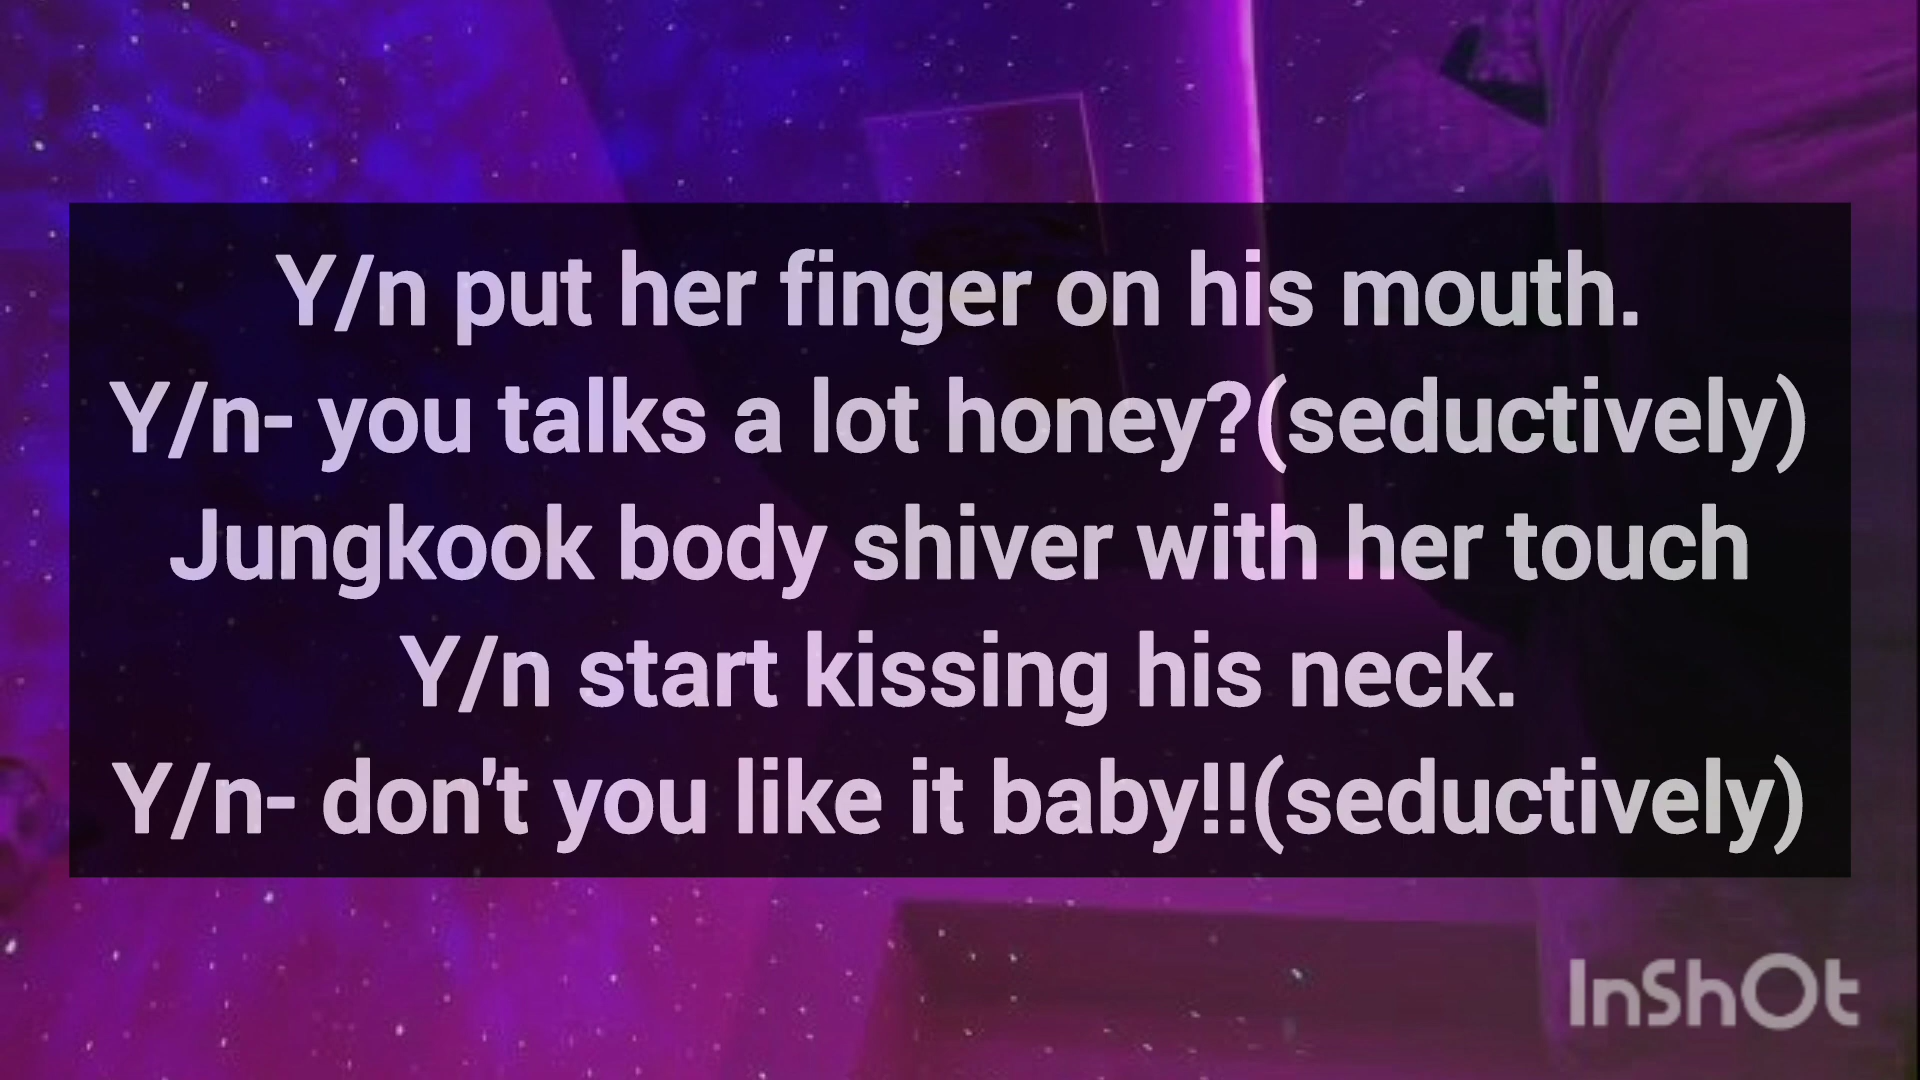 Y/n put her finger on his mouth.
Y/n- you talks a lot honey?(seductively)
Jungkook body shiver with her touch
Y/n start kissing his neck.
Y/n- don't you like it baby!!(seductively)
InShOt